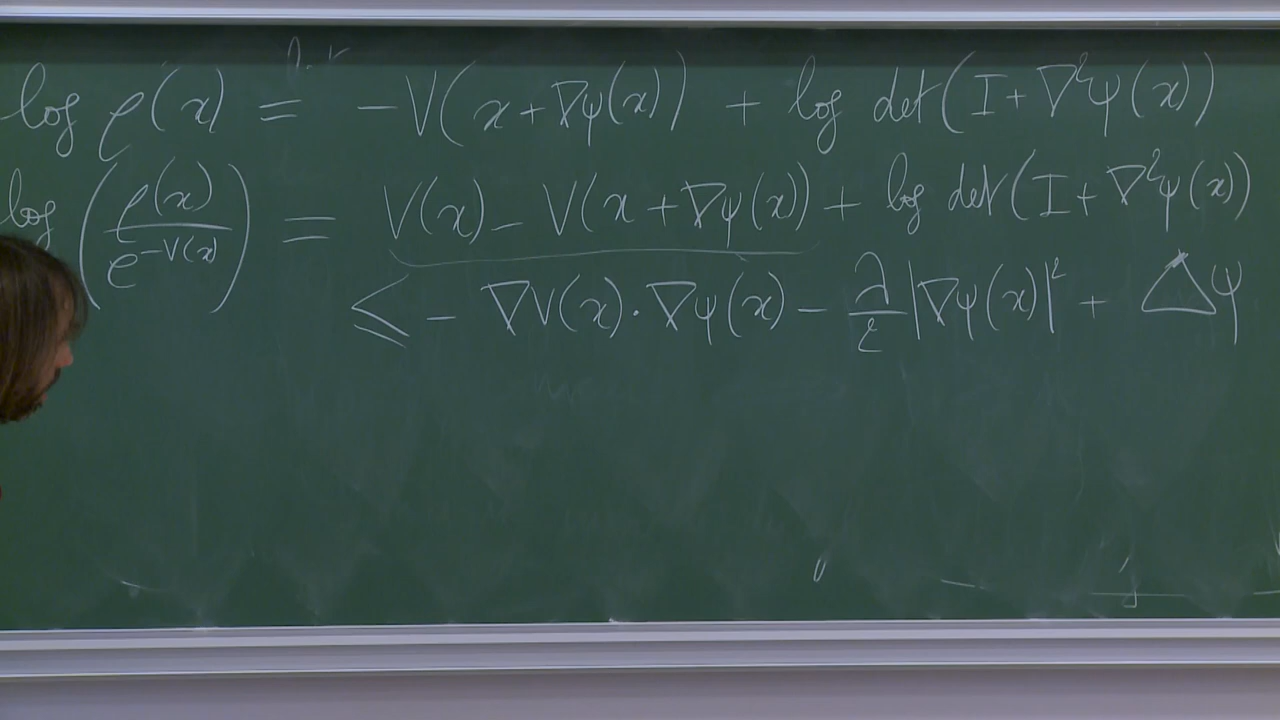 log ρ(x) = −V(x+∇ψ(x)) + log det(I+∇²ψ(x))
log (ρ(x)/e^{−V(x)}) = V(x) − V(x+∇ψ(x)) + log det(I+∇²ψ(x))
≤ − ∇V(x)·∇ψ(x) − λ/2 |∇ψ(x)|² + Δψ